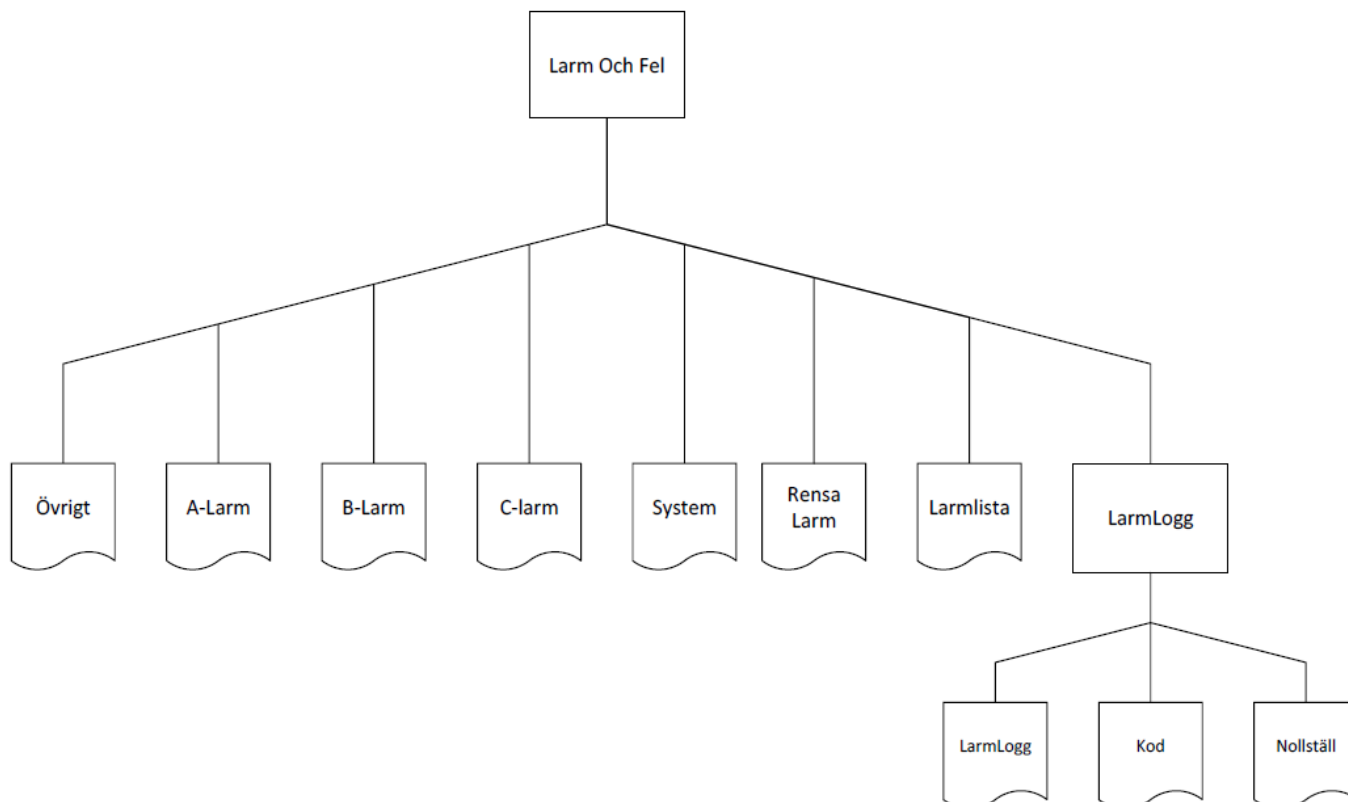 Larm Och Fel
Övrigt
A-Larm
B-Larm
C-larm
System
Rensa
Larm
Larmlista
LarmLogg
LarmLogg
Kod
Nollställ